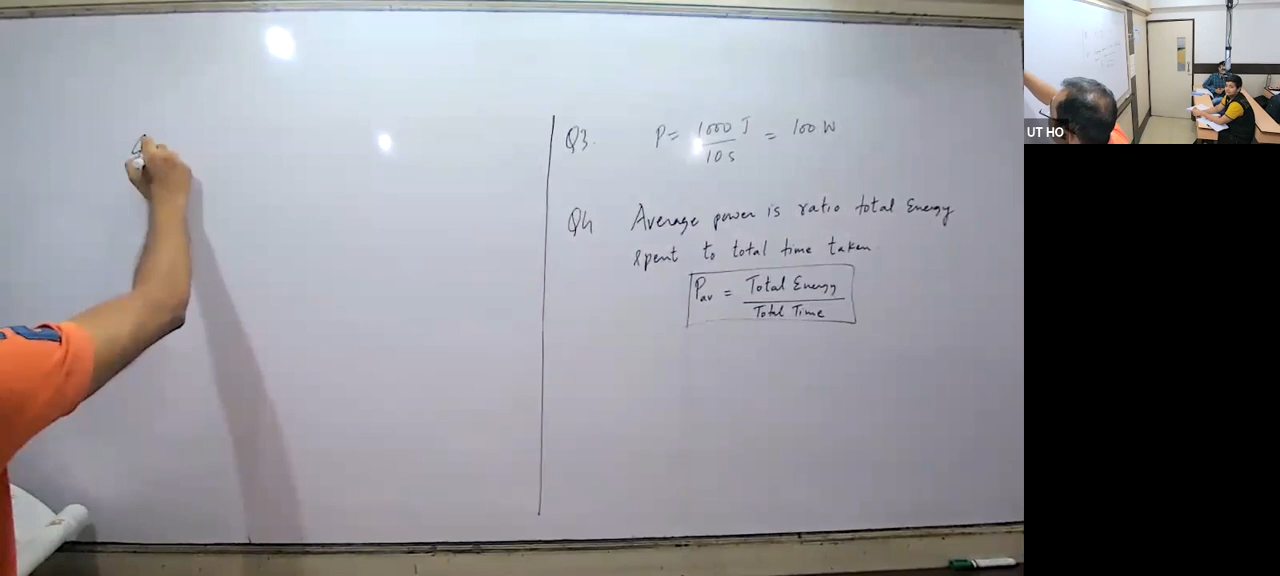 Q3. P = 1000 J / 10 s = 100 W
Q4 Average power is ratio total Energy
spent to total time taken.
Pav = Total Energy / Total Time
UT HO